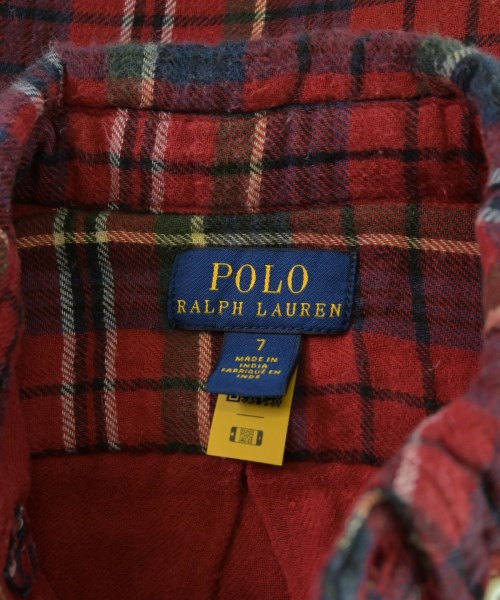 POLO
RALPH LAUREN
7
MADE IN
INDIA
FABRIQUÉ EN
INDE